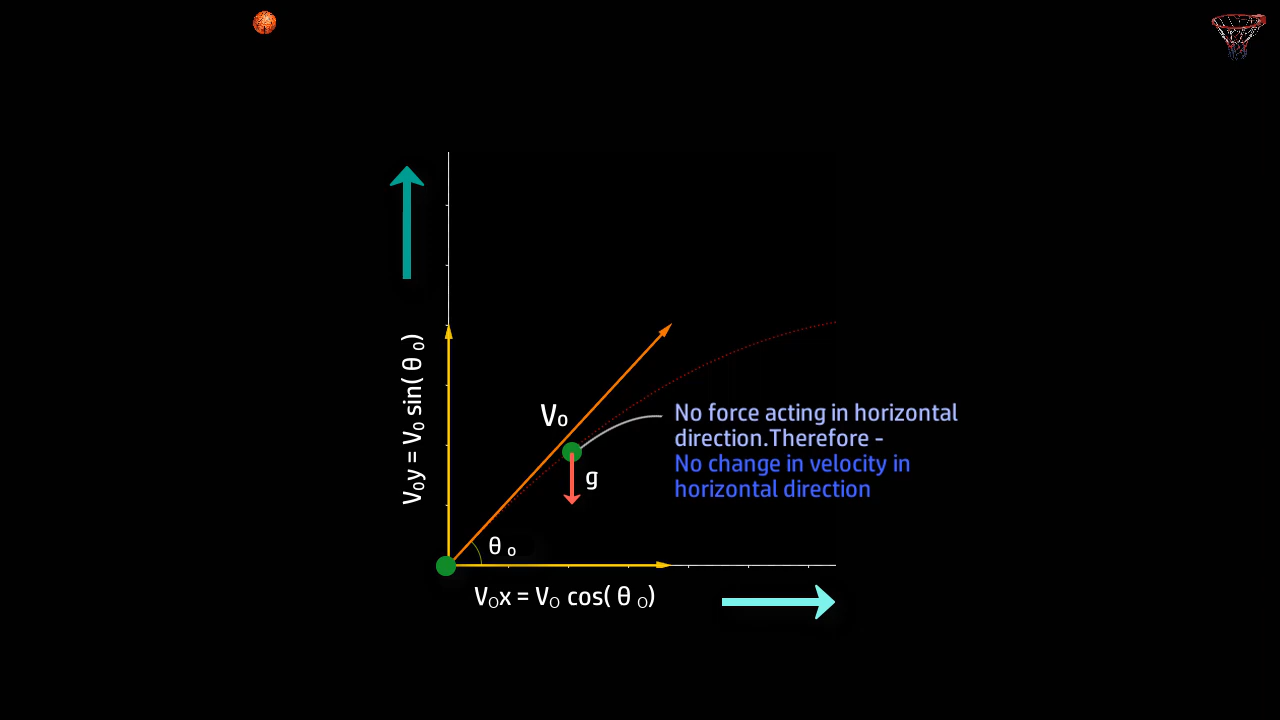 V₀y = V₀ sin( θ ₀)
V₀
g
No force acting in horizontal
direction.Therefore -
No change in velocity in
horizontal direction
θ ₀
V₀x = V₀ cos( θ ₀)